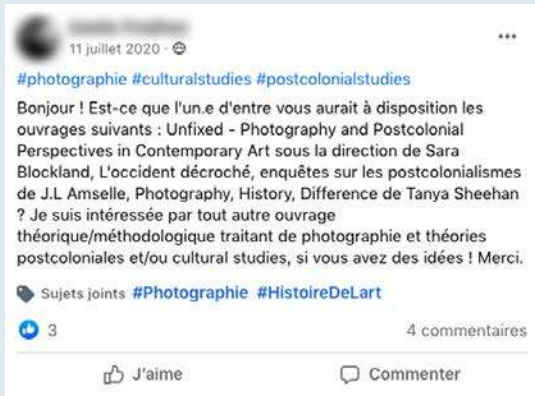 11 juillet 2020 ·
#photographie #culturalstudies #postcolonialstudies
Bonjour ! Est-ce que l'un.e d'entre vous aurait à disposition les
ouvrages suivants : Unfixed - Photography and Postcolonial
Perspectives in Contemporary Art sous la direction de Sara
Blockland, L'occident décroché, enquêtes sur les postcolonialismes
de J.L Amselle, Photography, History, Difference de Tanya Sheehan
? Je suis intéressée par tout autre ouvrage
théorique/méthodologique traitant de photographie et théories
postcoloniales et/ou cultural studies, si vous avez des idées ! Merci.
Sujets joints #Photographie #HistoireDeLart
3 4 commentaires
J'aime Commenter